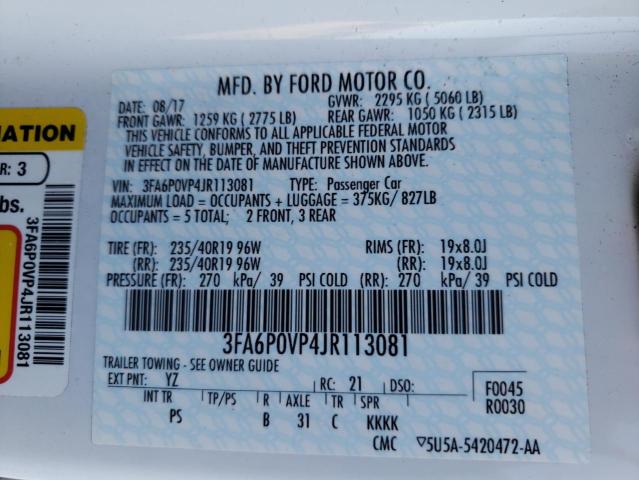 MFD. BY FORD MOTOR CO.
DATE: 08/17 GVWR: 2295 KG ( 5060 LB)
FRONT GAWR: 1259 KG ( 2775 LB) REAR GAWR: 1050 KG ( 2315 LB)
THIS VEHICLE CONFORMS TO ALL APPLICABLE FEDERAL MOTOR
VEHICLE SAFETY, BUMPER, AND THEFT PREVENTION STANDARDS
IN EFFECT ON THE DATE OF MANUFACTURE SHOWN ABOVE.
VIN: 3FA6P0VP4JR113081 TYPE: Passenger Car
MAXIMUM LOAD = OCCUPANTS + LUGGAGE = 375KG/ 827LB
OCCUPANTS = 5 TOTAL; 2 FRONT, 3 REAR
TIRE (FR): 235/40R19 96W RIMS (FR): 19x8.0J
(RR): 235/40R19 96W (RR): 19x8.0J
PRESSURE (FR): 270 kPa/ 39 PSI COLD (RR): 270 kPa/ 39 PSI COLD
3FA6P0VP4JR113081
TRAILER TOWING - SEE OWNER GUIDE
EXT PNT: YZ RC: 21 DSO: F0045
R0030
INT TR TP/PS R AXLE TR SPR
PS B 31 C KKKK
CMC ▽5U5A-5420472-AA
MATION
R: 3
bs.
3FA6P0VP4JR113081